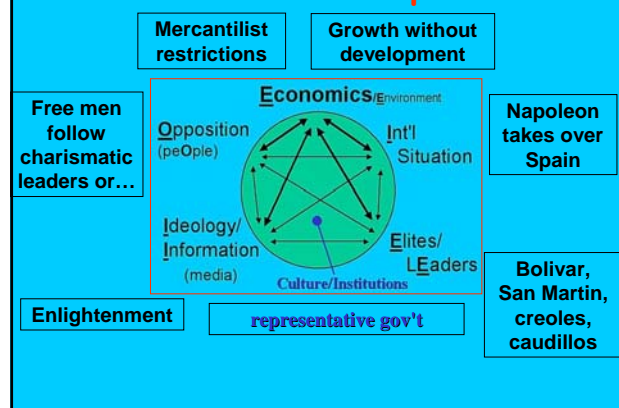 Mercantilist
restrictions
Growth without
development
Free men
follow
charismatic
leaders or…
Economics/Environment
Opposition
(peOple)
Int'l
Situation
Napoleon
takes over
Spain
Ideology/
Information
(media)
Elites/
LEaders
Culture/Institutions
Bolivar,
San Martin,
creoles,
caudillos
Enlightenment
representative gov't